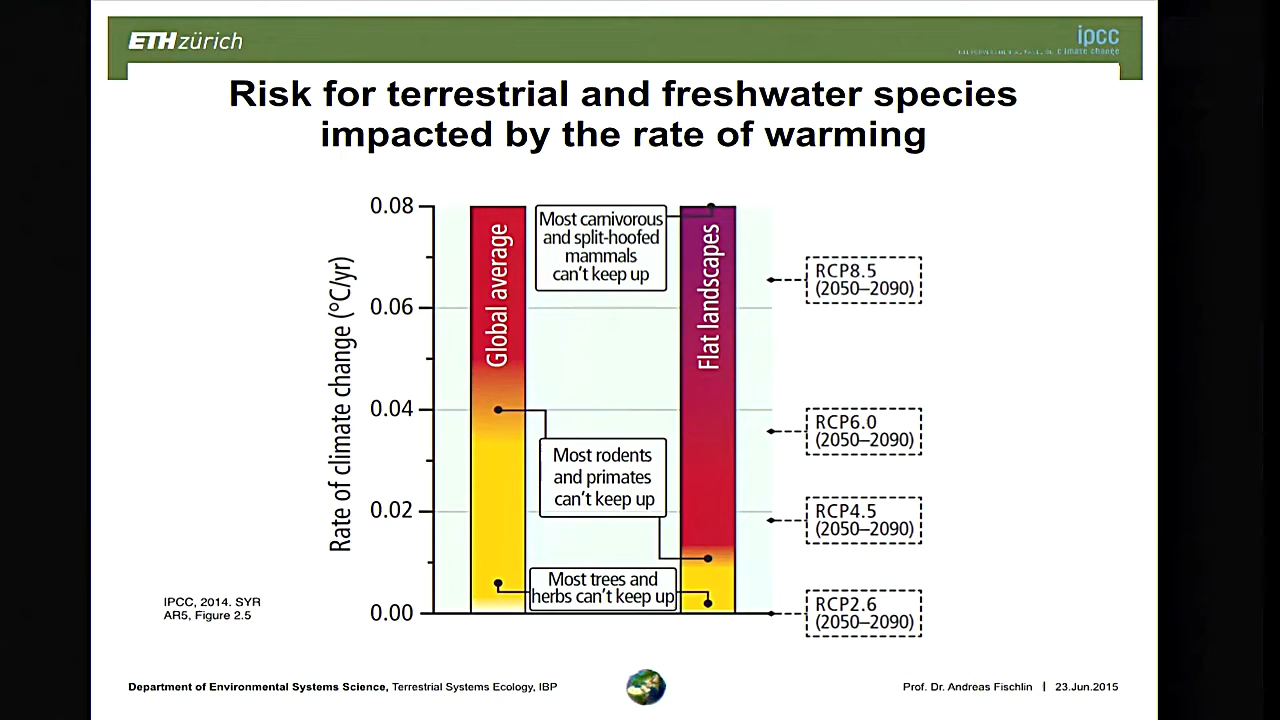 ETH zürich
ipcc
climate change
Risk for terrestrial and freshwater species
impacted by the rate of warming
Rate of climate change (°C/yr)
0.08
0.06
0.04
0.02
0.00
Global average
Most carnivorous
and split-hoofed
mammals
can't keep up
Flat landscapes
Most rodents
and primates
can't keep up
Most trees and
herbs can't keep up
RCP8.5
(2050–2090)
RCP6.0
(2050–2090)
RCP4.5
(2050–2090)
RCP2.6
(2050–2090)
IPCC, 2014. SYR
AR5, Figure 2.5
Department of Environmental Systems Science, Terrestrial Systems Ecology, IBP
Prof. Dr. Andreas Fischlin | 23.Jun.2015